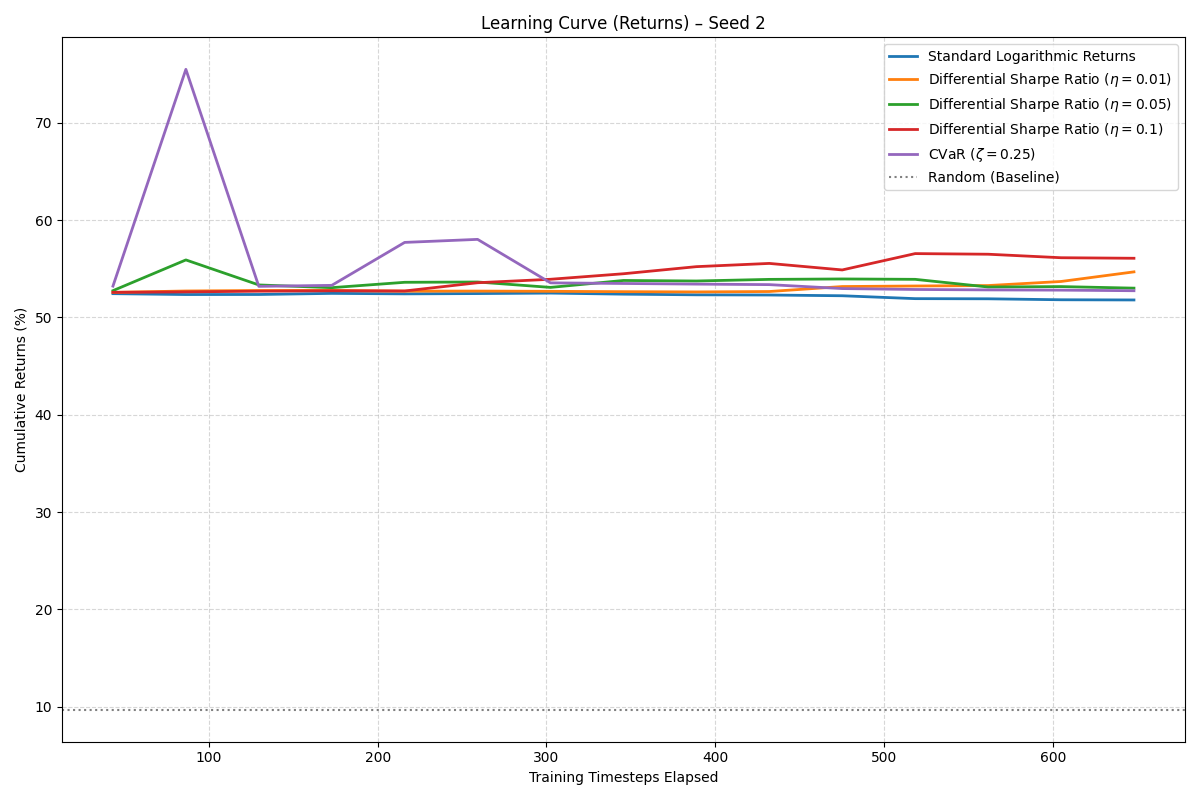 Learning Curve (Returns) – Seed 2
Standard Logarithmic Returns
Differential Sharpe Ratio (η = 0.01)
Differential Sharpe Ratio (η = 0.05)
Differential Sharpe Ratio (η = 0.1)
CVaR (ζ = 0.25)
Random (Baseline)
Cumulative Returns (%)
70
60
50
40
30
20
10
100 200 300 400 500 600
Training Timesteps Elapsed